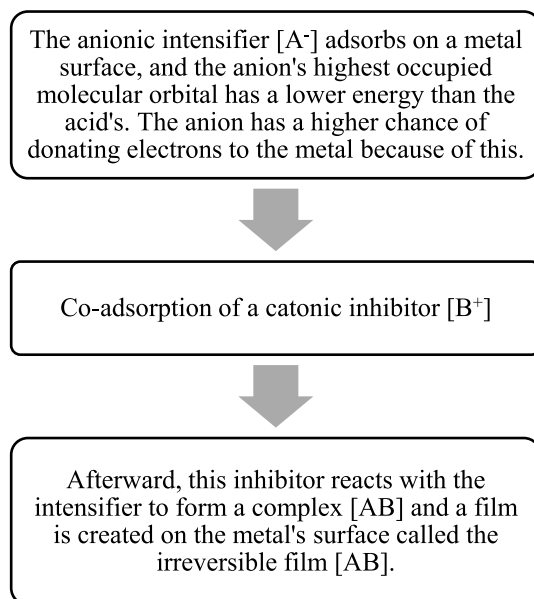 The anionic intensifier [A⁻] adsorbs on a metal
surface, and the anion's highest occupied
molecular orbital has a lower energy than the
acid's. The anion has a higher chance of
donating electrons to the metal because of this.
Co-adsorption of a catonic inhibitor [B⁺]
Afterward, this inhibitor reacts with the
intensifier to form a complex [AB] and a film
is created on the metal's surface called the
irreversible film [AB].